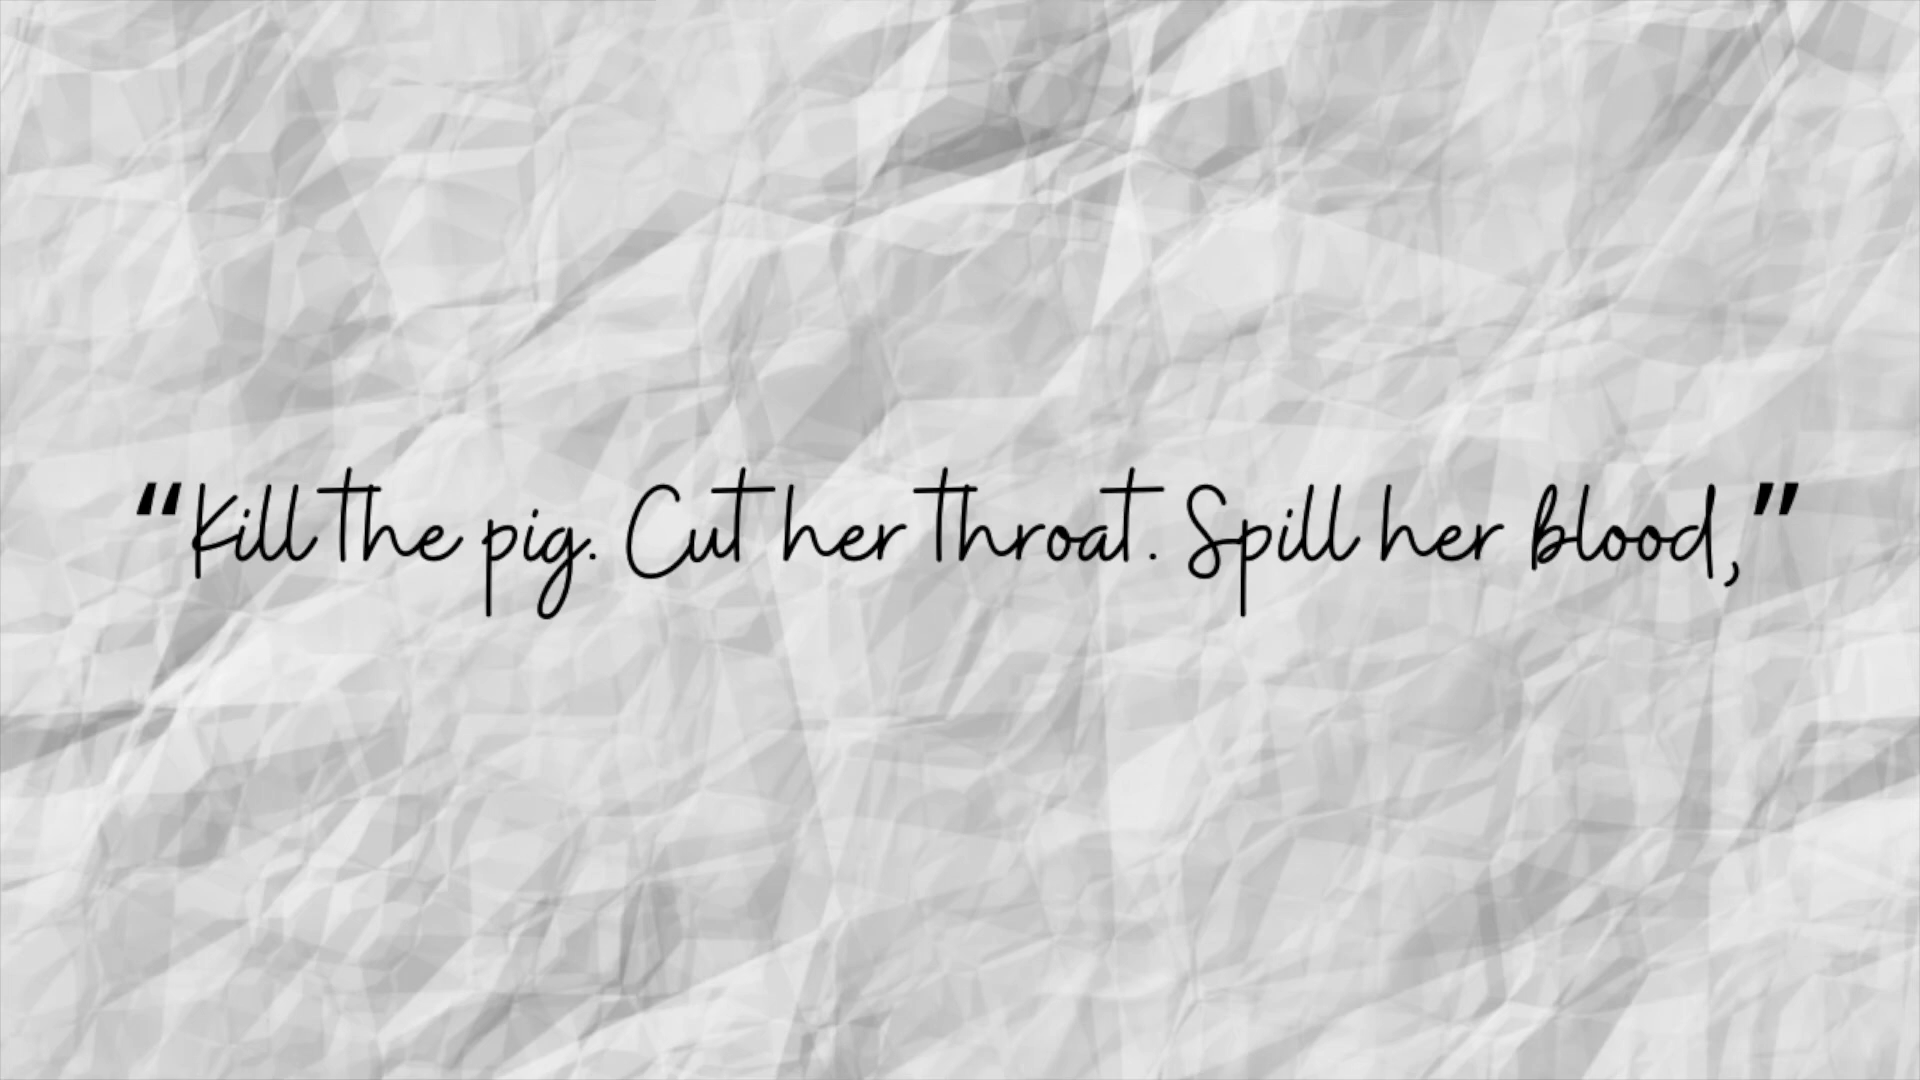 “Kill the pig. Cut her throat. Spill her blood,”